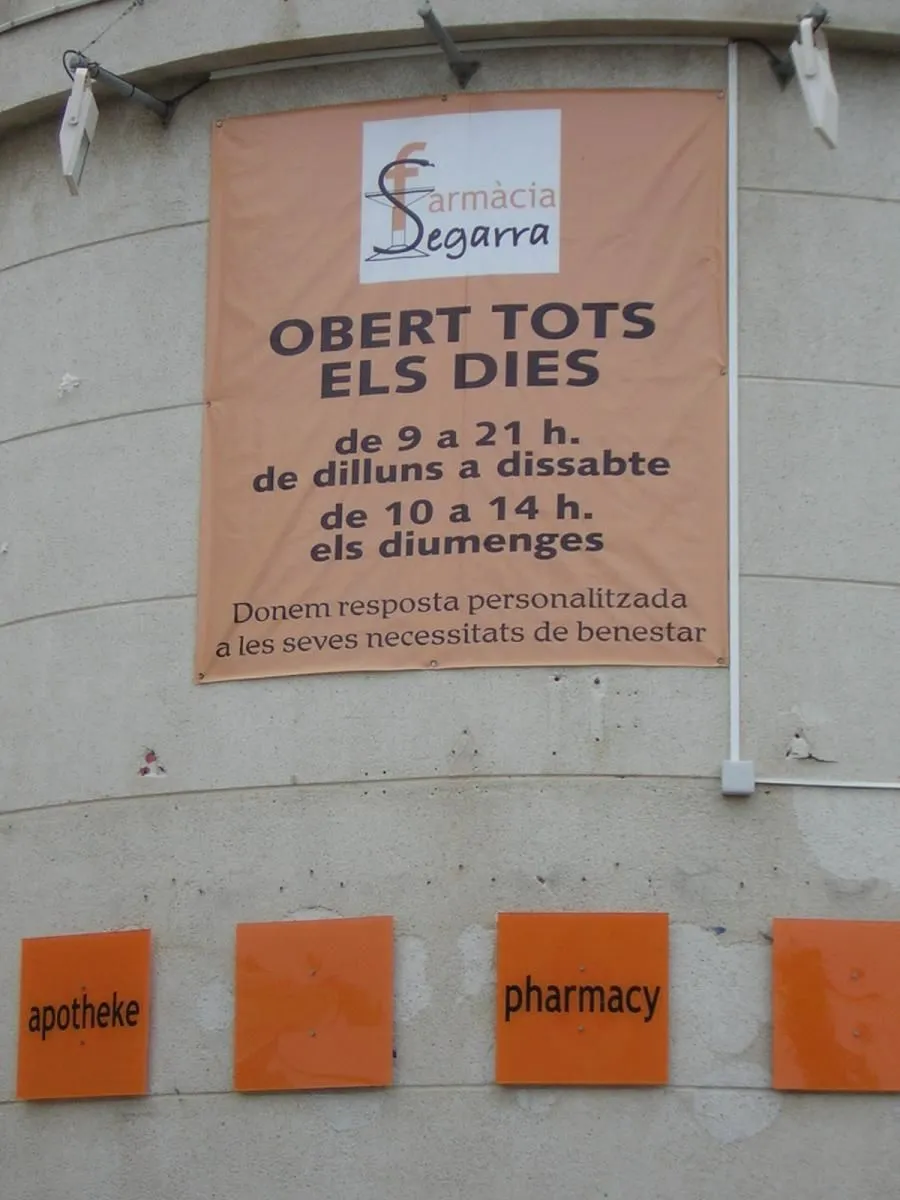 farmàcia
Segarra
OBERT TOTS
ELS DIES
de 9 a 21 h.
de dilluns a dissabte
de 10 a 14 h.
els diumenges
Donem resposta personalitzada
a les seves necessitats de benestar
apotheke
pharmacy